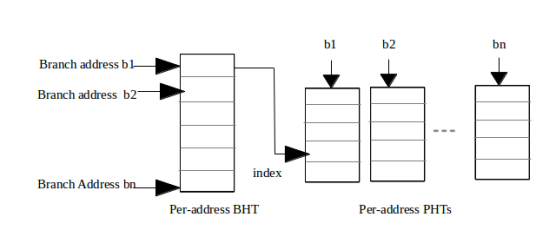 b1 b2 bn
Branch address b1
Branch address b2
Branch Address bn
index
Per-address BHT Per-address PHTs